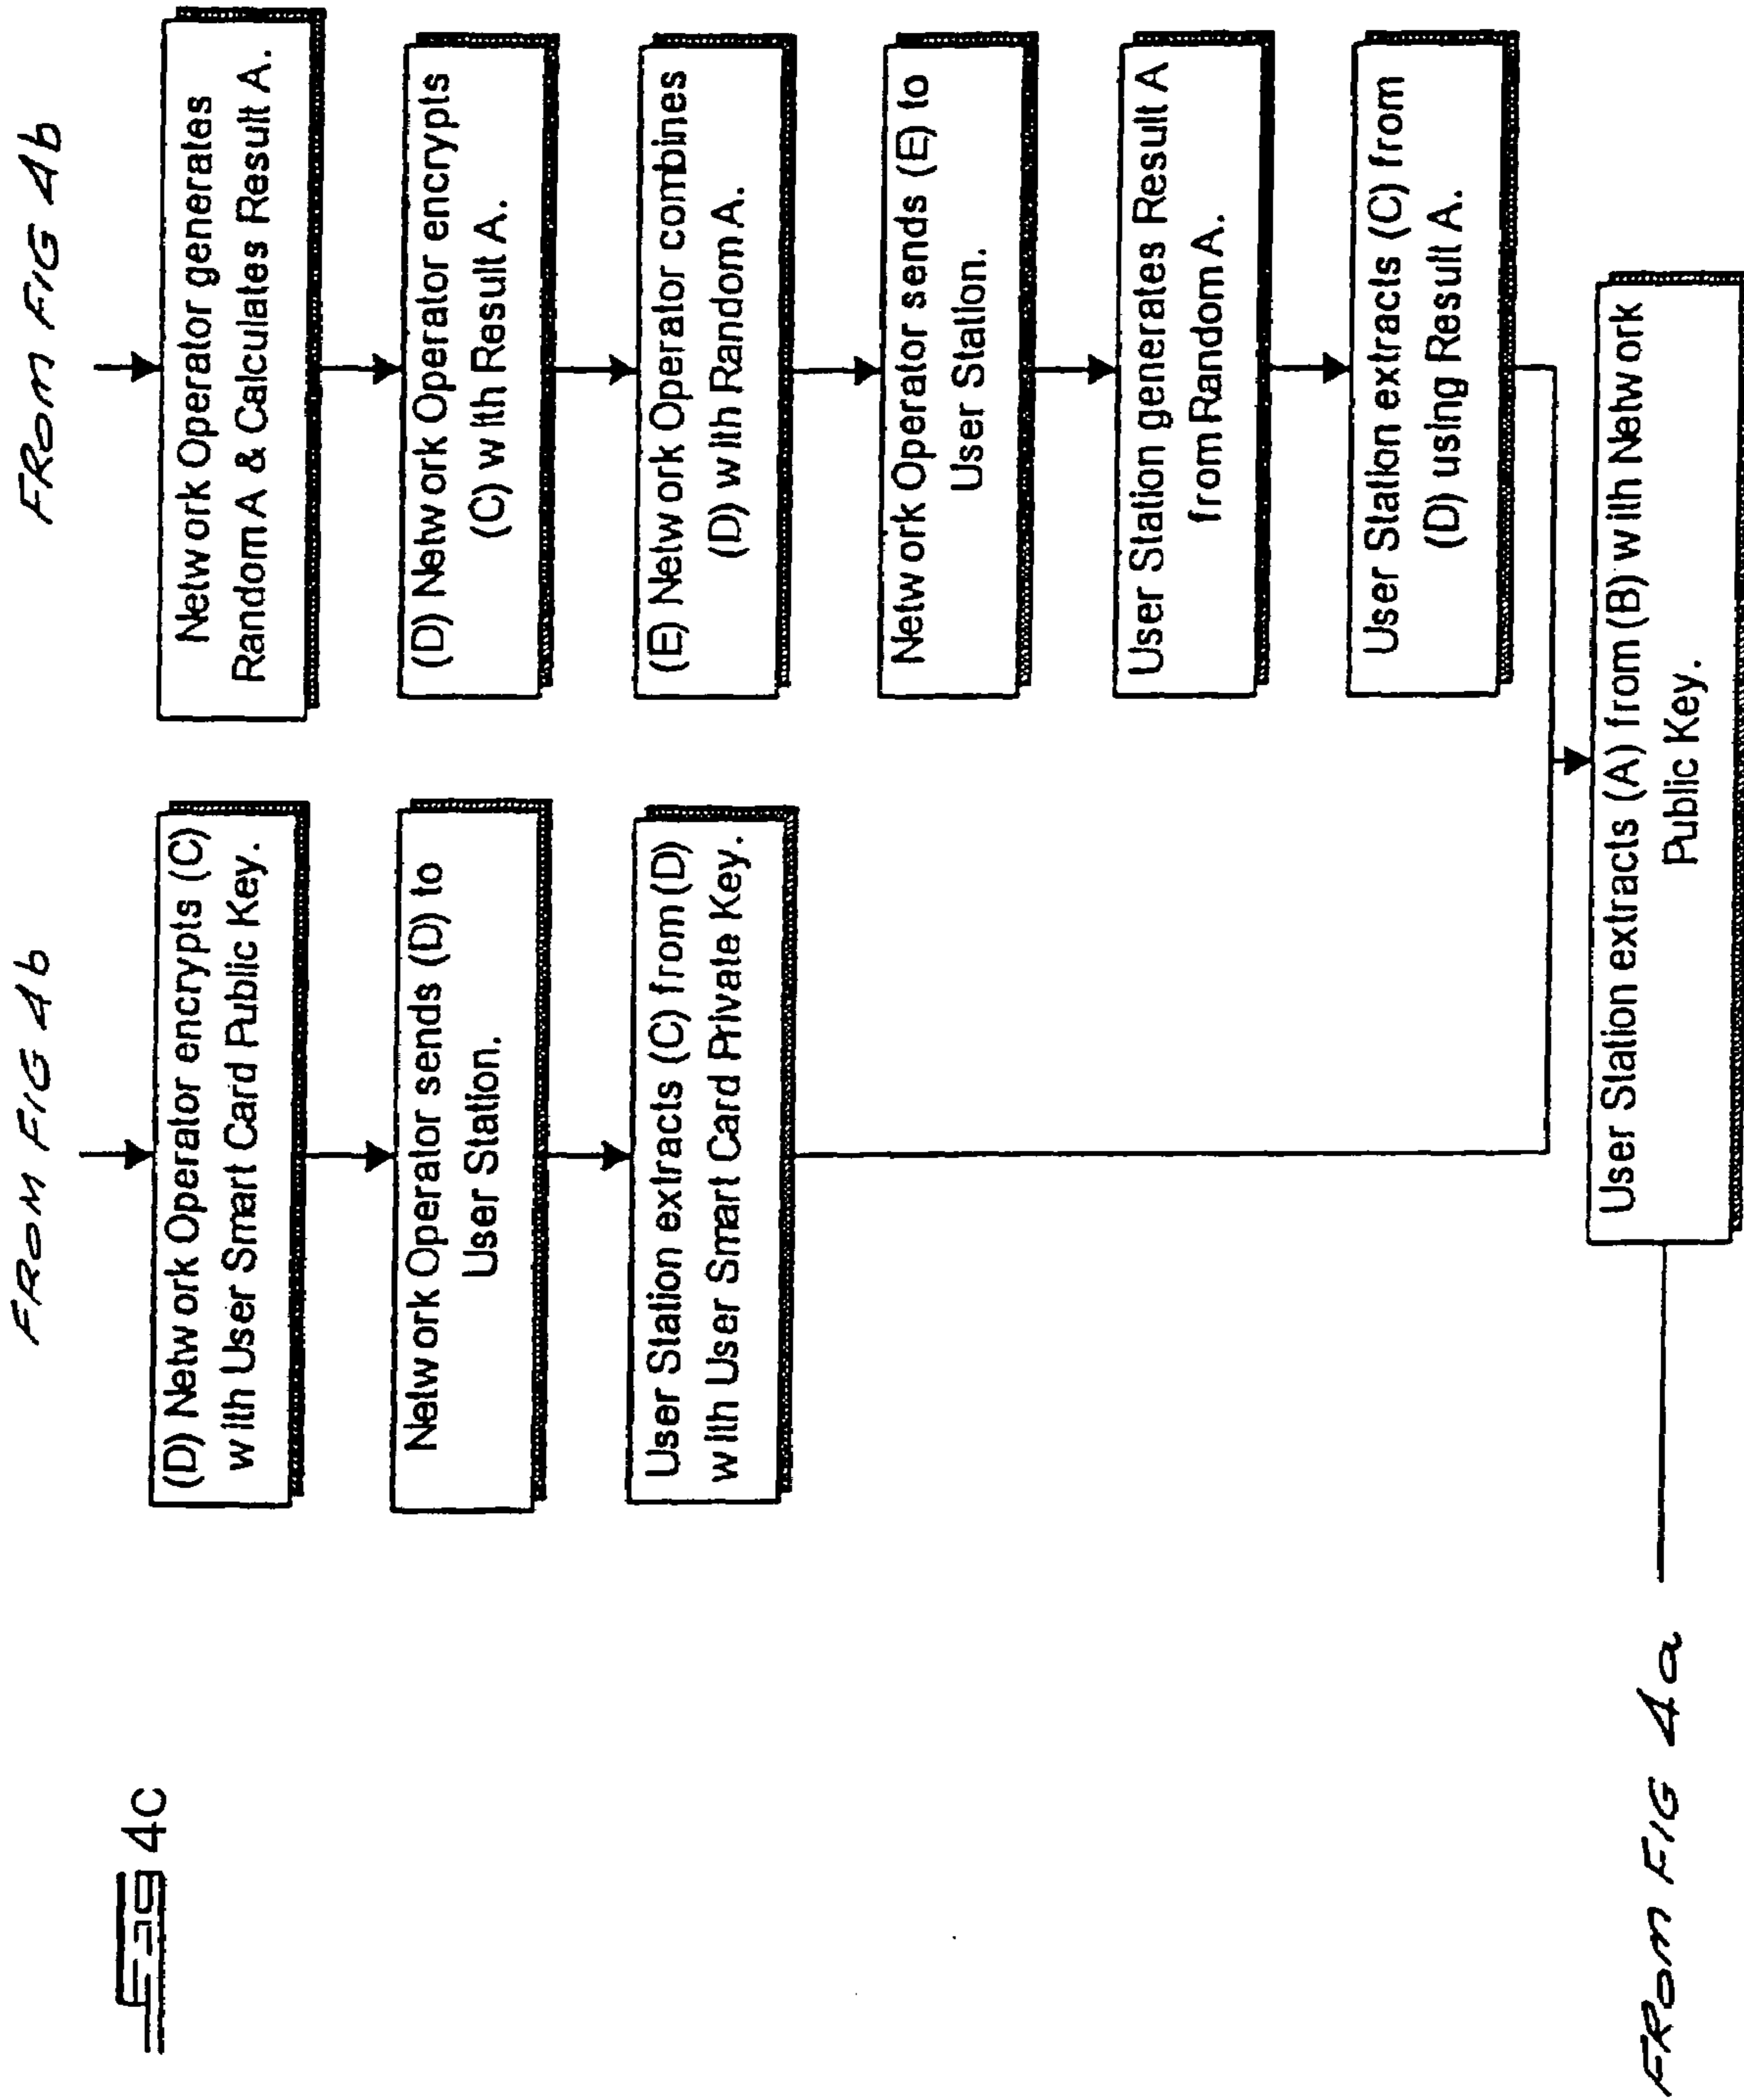 Fig 4C
FROM FIG 4b
(D) Network Operator encrypts (C)
with User Smart Card Public Key.
Network Operator sends (D) to
User Station.
User Station extracts (C) from (D)
with User Smart Card Private Key.
FROM FIG 4b
Network Operator generates
Random A & Calculates Result A.
(D) Network Operator encrypts
(C) with Result A.
(E) Network Operator combines
(D) with Random A.
Network Operator sends (E) to
User Station.
User Station generates Result A
from Random A.
User Station extracts (C) from
(D) using Result A.
FROM FIG 4a
User Station extracts (A) from (B) with Network
Public Key.